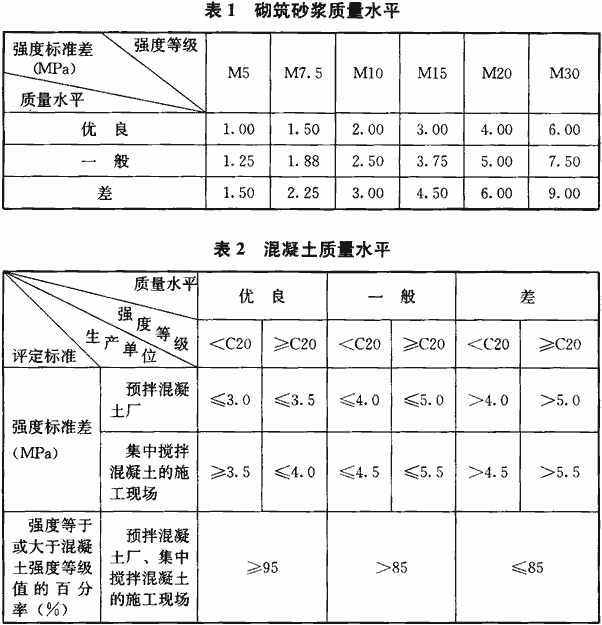 表1 砌筑砂浆质量水平
强度标准差 (MPa) 强度等级 质量水平 M5 M7.5 M10 M15 M20 M30
优 良 1.00 1.50 2.00 3.00 4.00 6.00
一 般 1.25 1.88 2.50 3.75 5.00 7.50
差 1.50 2.25 3.00 4.50 6.00 9.00
表2 混凝土质量水平
质量水平 优 良 一 般 差
强度等级
生产单位
评定标准 <C20 ≥C20 <C20 ≥C20 <C20 ≥C20
强度标准差
(MPa)
预拌混凝
土厂
≤3.0 ≤3.5 ≤4.0 ≤5.0 >4.0 >5.0
集中搅拌
混凝土的施
工现场
≥3.5 ≤4.0 ≤4.5 ≤5.5 >4.5 >5.5
强度等于
或大于混凝
土强度等级
值的百分
率(%)
预拌混凝
土厂、集中
搅拌混凝土
的施工现场
≥95 >85 ≤85